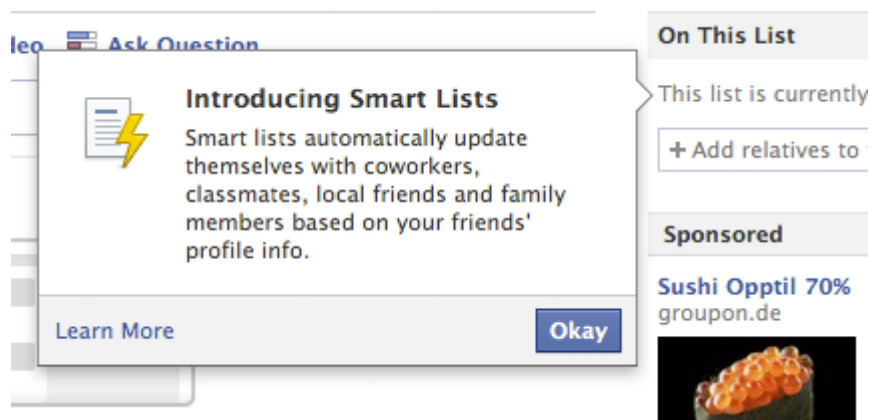 Ask Question
Introducing Smart Lists
Smart lists automatically update
themselves with coworkers,
classmates, local friends and family
members based on your friends'
profile info.
Learn More
Okay
On This List
This list is currently
+ Add relatives to
Sponsored
Sushi Opptil 70%
groupon.de